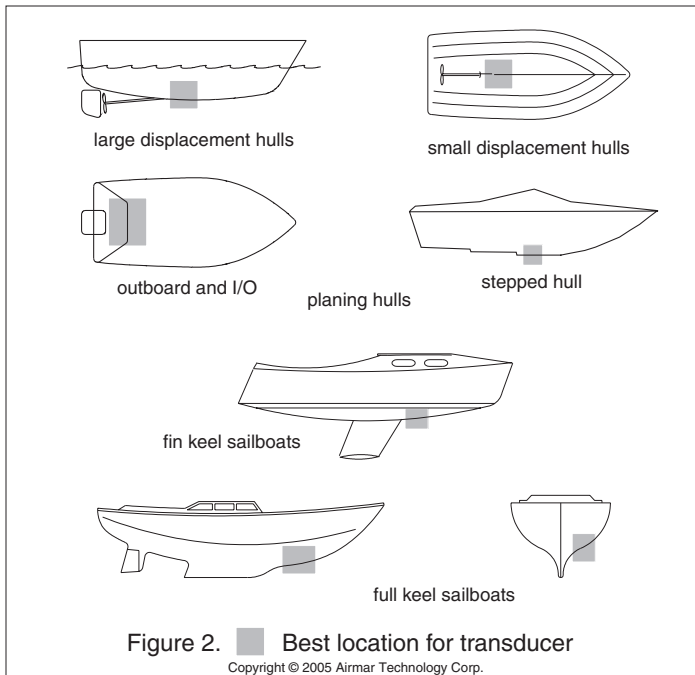 large displacement hulls
small displacement hulls
outboard and I/O
stepped hull
planing hulls
fin keel sailboats
full keel sailboats
Figure 2. Best location for transducer
Copyright © 2005 Airmar Technology Corp.